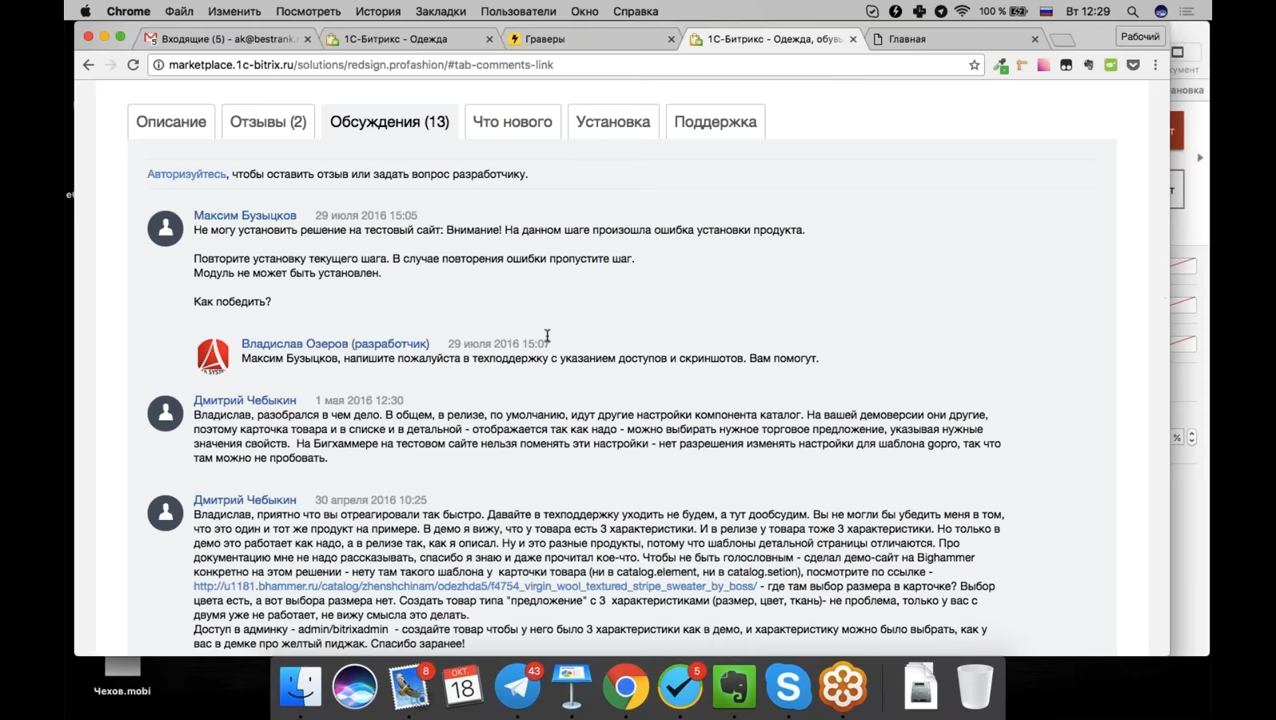 Chrome Файл Изменить Посмотреть История Закладки Пользователи Окно Справка 100 % Вт 12:29
Входящие (5) - ak@bestrank. 1С-Битрикс - Одежда Граверы 1С-Битрикс - Одежда, обувь Главная Рабочий
marketplace.1c-bitrix.ru/solutions/redsign.profashion/#tab-comments-link
Описание Отзывы (2) Обсуждения (13) Что нового Установка Поддержка
Авторизуйтесь, чтобы оставить отзыв или задать вопрос разработчику.
Максим Бузыцков 29 июля 2016 15:05
Не могу установить решение на тестовый сайт: Внимание! На данном шаге произошла ошибка установки продукта.
Повторите установку текущего шага. В случае повторения ошибки пропустите шаг.
Модуль не может быть установлен.
Как победить?
Владислав Озеров (разработчик) 29 июля 2016 15:07
Максим Бузыцков, напишите пожалуйста в техподдержку с указанием доступов и скриншотов. Вам помогут.
Дмитрий Чебыкин 1 мая 2016 12:30
Владислав, разобрался в чем дело. В общем, в релизе, по умолчанию, идут другие настройки компонента каталог. На вашей демоверсии они другие,
поэтому карточка товара и в списке и в детальной - отображается так как надо - можно выбирать нужное торговое предложение, указывая нужные
значения свойств. На Бигхаммере на тестовом сайте нельзя поменять эти настройки - нет разрешения изменять настройки для шаблона gopro, так что
там можно не пробовать.
Дмитрий Чебыкин 30 апреля 2016 10:25
Владислав, приятно что вы отреагировали так быстро. Давайте в техподдержку уходить не будем, а тут дообсудим. Вы не могли бы убедить меня в том,
что это один и тот же продукт на примере. В демо я вижу, что у товара есть 3 характеристики. И в релизе у товара тоже 3 характеристики. Но только в
демо это работает как надо, а в релизе так, как я описал. Ну и это разные продукты, потому что шаблоны детальной страницы отличаются. Про
документацию мне не надо рассказывать, спасибо я знаю и даже прочитал кое-что. Чтобы не быть голословным - сделал демо-сайт на Bighammer
конкретно на этом решении - нету там такого шаблона у карточки товара (ни в catalog.element, ни в catalog.setion), посмотрите по ссылке -
http://u1181.bhammer.ru/catalog/zhenshchinam/odezhda5/f4754_virgin_wool_textured_stripe_sweater_by_boss/ - где там выбор размера в карточке? Выбор
цвета есть, а вот выбора размера нет. Создать товар типа "предложение" с 3 характеристиками (размер, цвет, ткань)- не проблема, только у вас с
двумя уже не работает, не вижу смысла это делать.
Доступ в админку - admin/bitrixadmin - создайте товар чтобы у него было 3 характеристики как в демо, и характеристику можно было выбрать, как у
вас в демке про желтый пиджак. Спасибо заранее!
Чехов.mobi
8
ОКТ
18
43
5
%